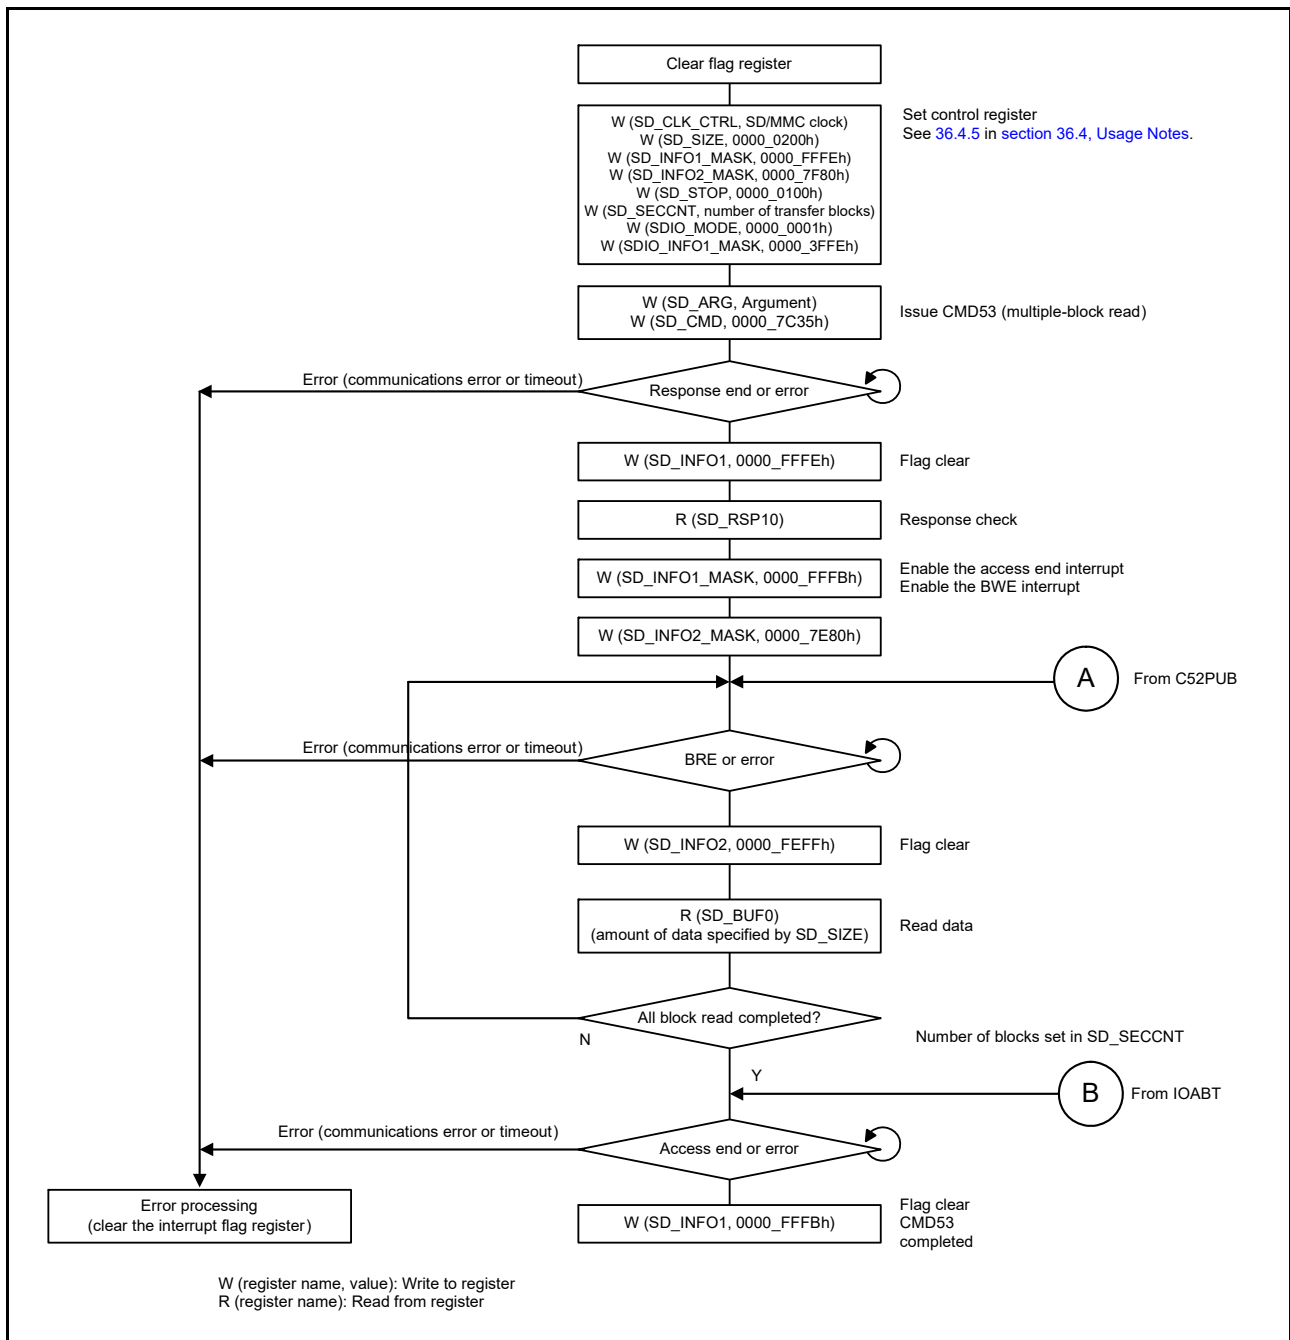 Clear flag register
W (SD_CLK_CTRL, SD/MMC clock)
W (SD_SIZE, 0000_0200h)
W (SD_INFO1_MASK, 0000_FFFEh)
W (SD_INFO2_MASK, 0000_7F80h)
W (SD_STOP, 0000_0100h)
W (SD_SECCNT, number of transfer blocks)
W (SDIO_MODE, 0000_0001h)
W (SDIO_INFO1_MASK, 0000_3FFEh)
Set control register
See 36.4.5 in section 36.4, Usage Notes.
W (SD_ARG, Argument)
W (SD_CMD, 0000_7C35h)
Issue CMD53 (multiple-block read)
Error (communications error or timeout)
Response end or error
W (SD_INFO1, 0000_FFFEh)
Flag clear
R (SD_RSP10)
Response check
W (SD_INFO1_MASK, 0000_FFFBh)
Enable the access end interrupt
Enable the BWE interrupt
W (SD_INFO2_MASK, 0000_7E80h)
A
From C52PUB
Error (communications error or timeout)
BRE or error
W (SD_INFO2, 0000_FEFFh)
Flag clear
R (SD_BUF0)
(amount of data specified by SD_SIZE)
Read data
All block read completed?
N
Number of blocks set in SD_SECCNT
Y
B
From IOABT
Error (communications error or timeout)
Access end or error
Error processing
(clear the interrupt flag register)
W (SD_INFO1, 0000_FFFBh)
Flag clear
CMD53
completed
W (register name, value): Write to register
R (register name): Read from register